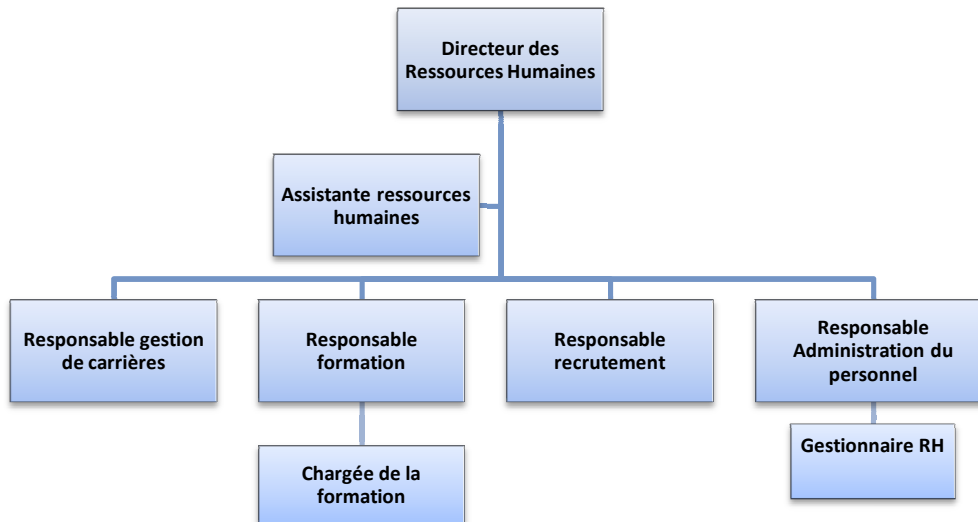 Directeur des
Ressources Humaines
Assistante ressources
humaines
Responsable gestion
de carrières
Responsable
formation
Responsable
recrutement
Responsable
Administration du
personnel
Chargée de la
formation
Gestionnaire RH